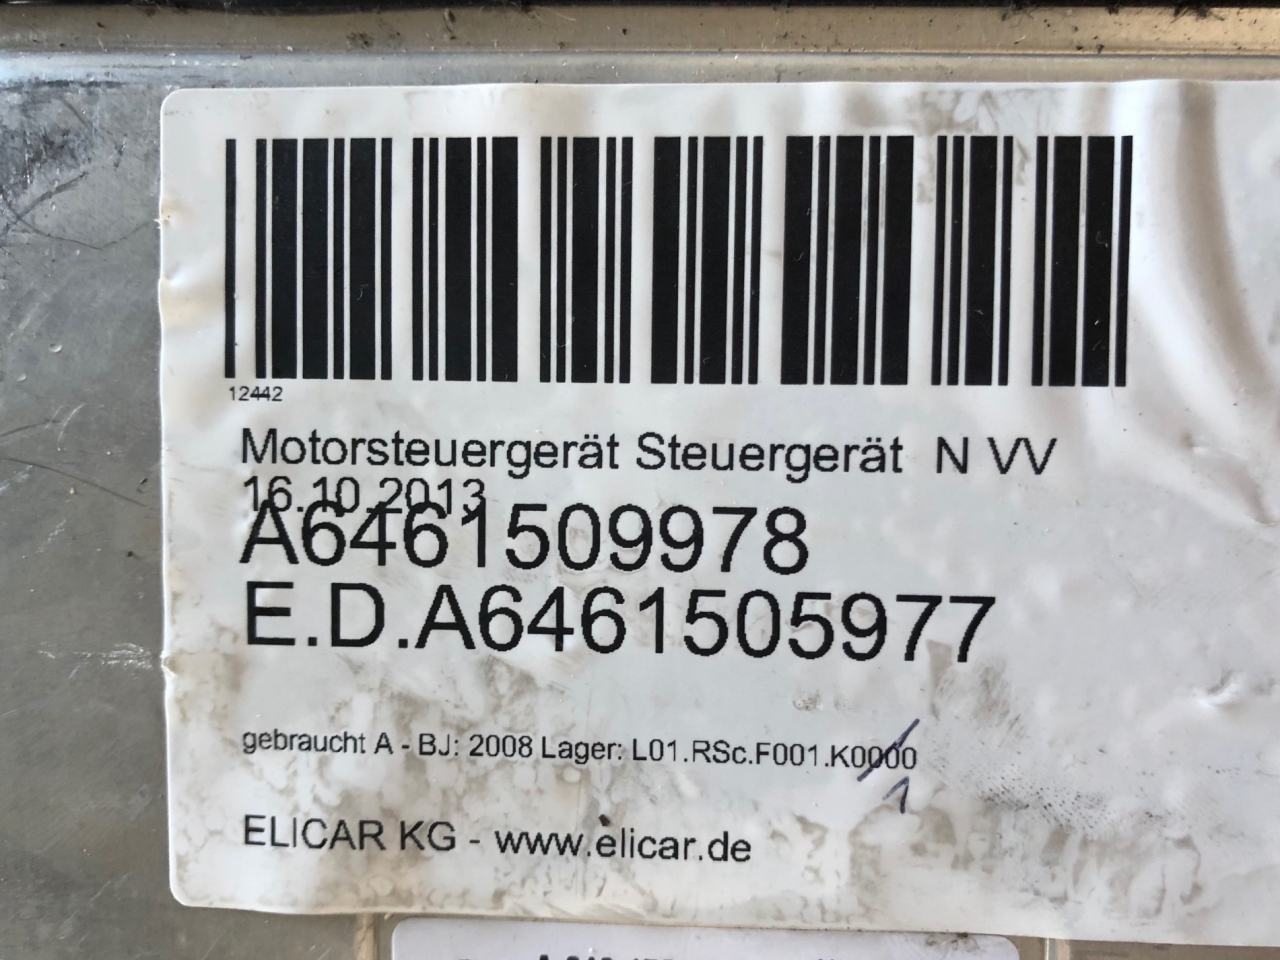 12442
Motorsteuergerät Steuergerät N VV
16.10.2013
A6461509978
E.D.A6461505977
gebraucht A - BJ: 2008 Lager: L01.RSc.F001.K0000
1
ELICAR KG - www.elicar.de